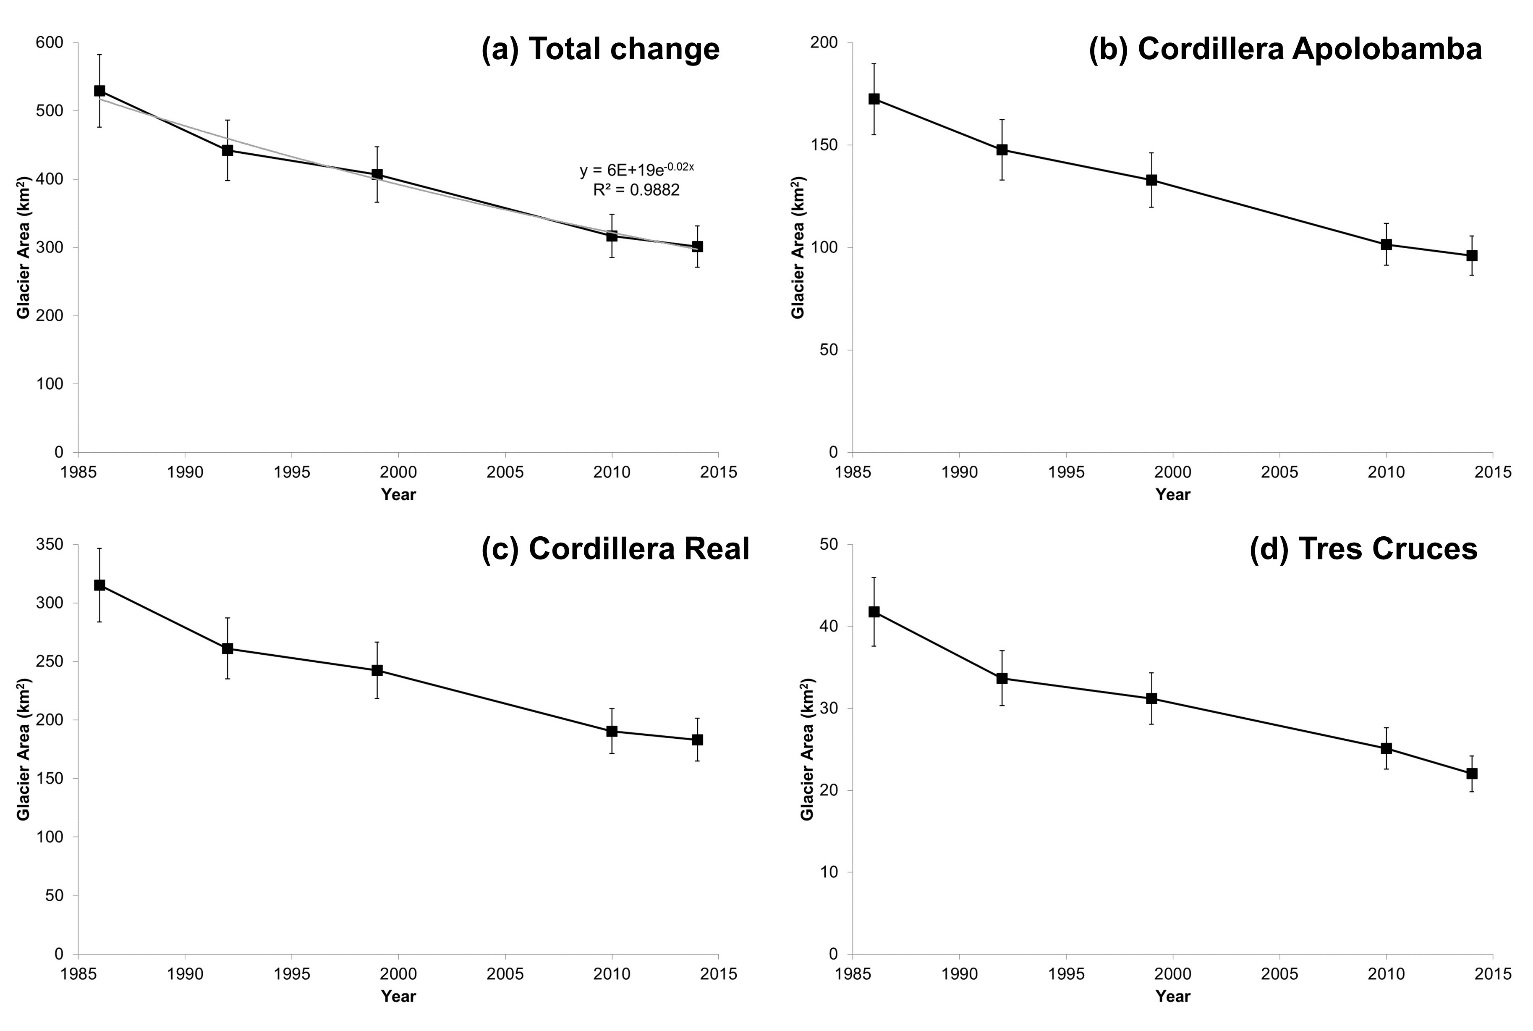 (a) Total change
600
500
400
300
200
100
0
Glacier Area (km²)
y = 6E+19e^-0.02x
R² = 0.9882
1985 1990 1995 2000 2005 2010 2015
Year
(b) Cordillera Apolobamba
200
150
100
50
0
Glacier Area (km²)
1985 1990 1995 2000 2005 2010 2015
Year
(c) Cordillera Real
350
300
250
200
150
100
50
0
Glacier Area (km²)
1985 1990 1995 2000 2005 2010 2015
Year
(d) Tres Cruces
50
40
30
20
10
0
Glacier Area (km²)
1985 1990 1995 2000 2005 2010 2015
Year